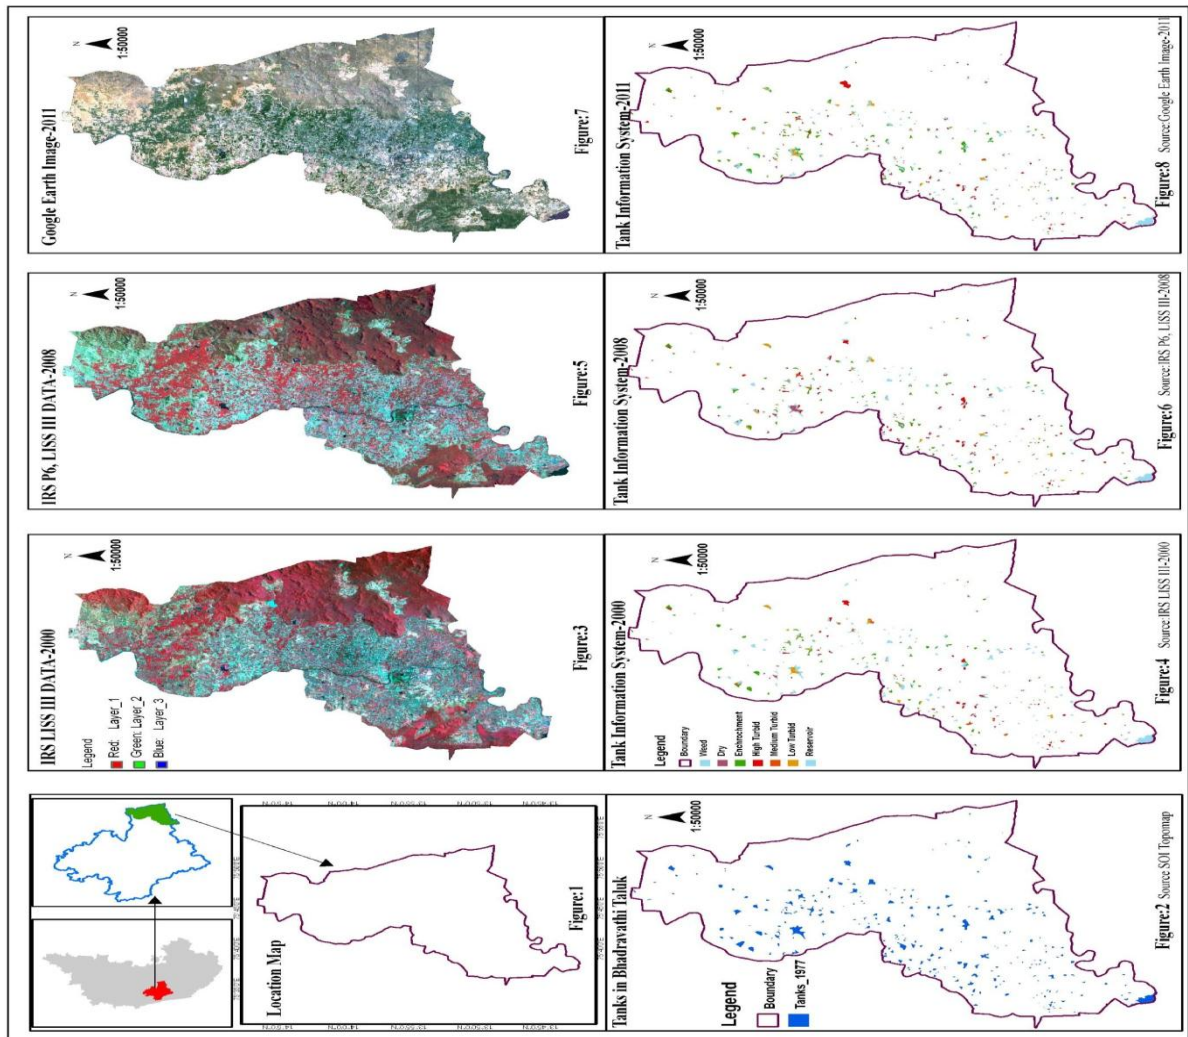 Location Map
Figure:1
IRS LISS III DATA-2000
Legend
Red: Layer_1
Green: Layer_2
Blue: Layer_3
N
1:50000
Figure:3
IRS P6, LISS III DATA-2008
N
1:50000
Figure:5
Google Earth Image-2011
N
1:50000
Figure:7
Tanks in Bhadravathi Taluk
N
1:50000
Legend
Boundary
Tanks_1977
Figure:2 Source SOI Topomap
Tank Information System-2000
N
1:50000
Legend
Boundary
Weed
Dry
Enchrochment
High Turbid
Medium Turbid
Low Turbid
Reservoir
Figure:4 Source:IRS LISS III-2000
Tank Information System-2008
N
1:50000
Figure:6 Source:IRS P6, LISS III-2008
Tank Information System-2011
N
1:50000
Figure:8 Source:Google Earth Image-2011